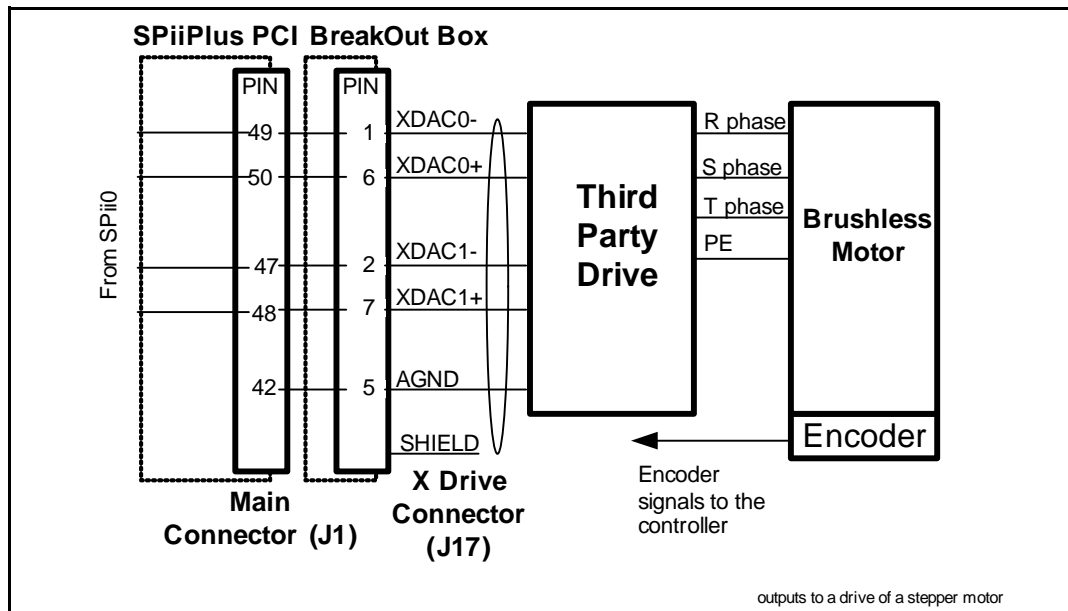 SPiiPlus PCI BreakOut Box
PIN PIN
49 1 XDAC0-
50 6 XDAC0+
47 2 XDAC1-
48 7 XDAC1+
42 5 AGND
SHIELD
From SPii0
Main
Connector (J1)
X Drive
Connector
(J17)
Third
Party
Drive
R phase
S phase
T phase
PE
Brushless
Motor
Encoder
Encoder
signals to the
controller
outputs to a drive of a stepper motor